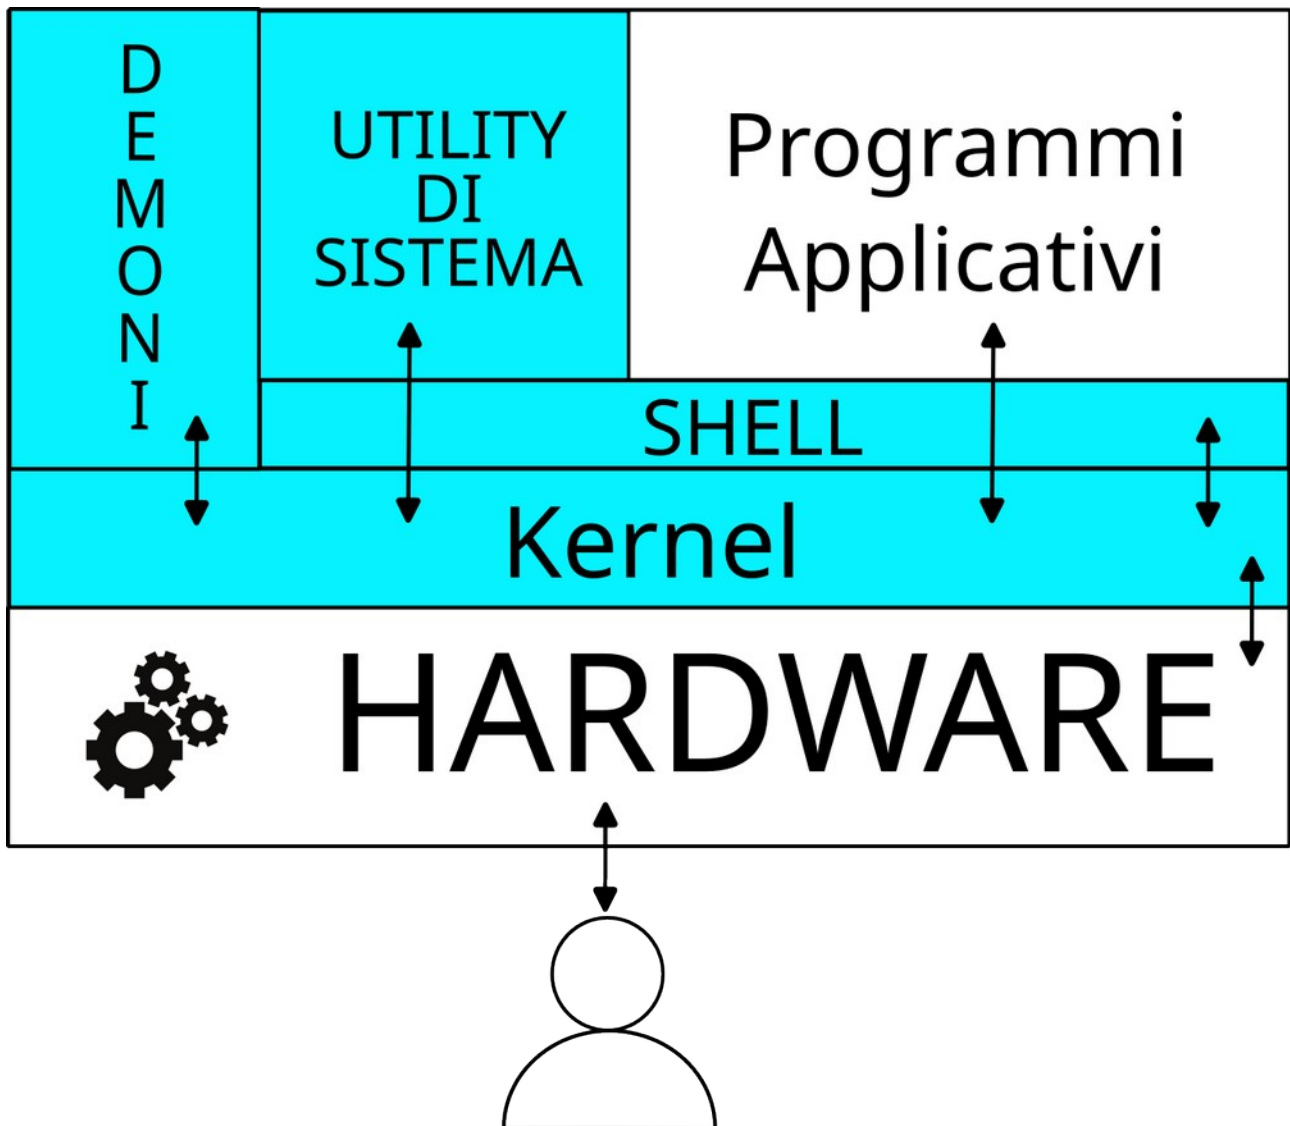 DEMONI
UTILITY
DI
SISTEMA
Programmi
Applicativi
SHELL
Kernel
HARDWARE